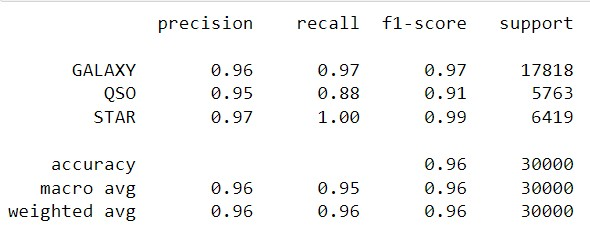 precision recall f1-score support
GALAXY 0.96 0.97 0.97 17818
QSO 0.95 0.88 0.91 5763
STAR 0.97 1.00 0.99 6419
accuracy 0.96 30000
macro avg 0.96 0.95 0.96 30000
weighted avg 0.96 0.96 0.96 30000